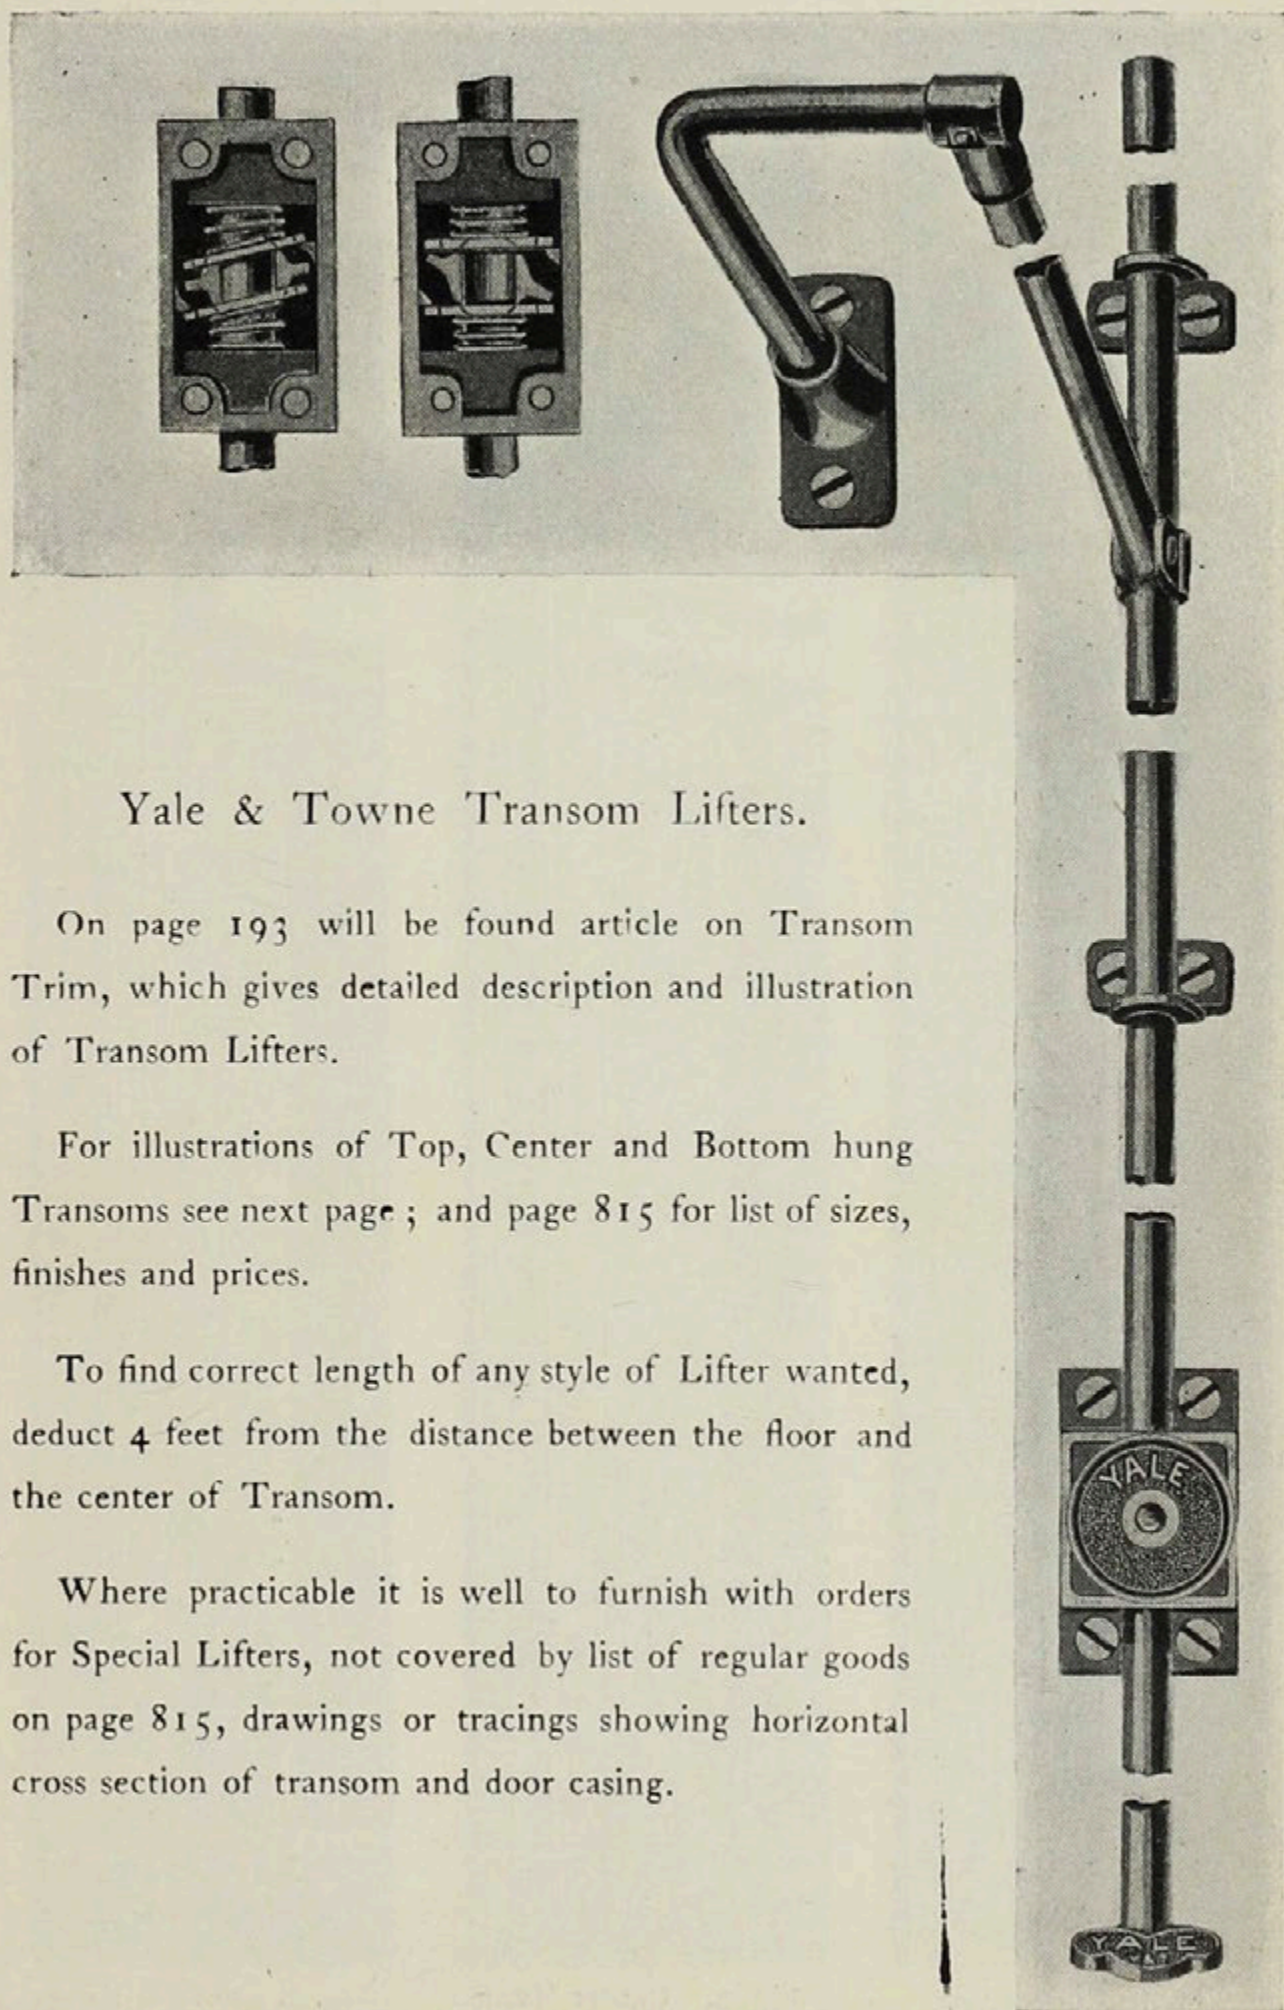 Yale & Towne Transom Lifters.
On page 193 will be found article on Transom
Trim, which gives detailed description and illustration
of Transom Lifters.
For illustrations of Top, Center and Bottom hung
Transoms see next page ; and page 815 for list of sizes,
finishes and prices.
To find correct length of any style of Lifter wanted,
deduct 4 feet from the distance between the floor and
the center of Transom.
Where practicable it is well to furnish with orders
for Special Lifters, not covered by list of regular goods
on page 815, drawings or tracings showing horizontal
cross section of transom and door casing.
YALE
YALE